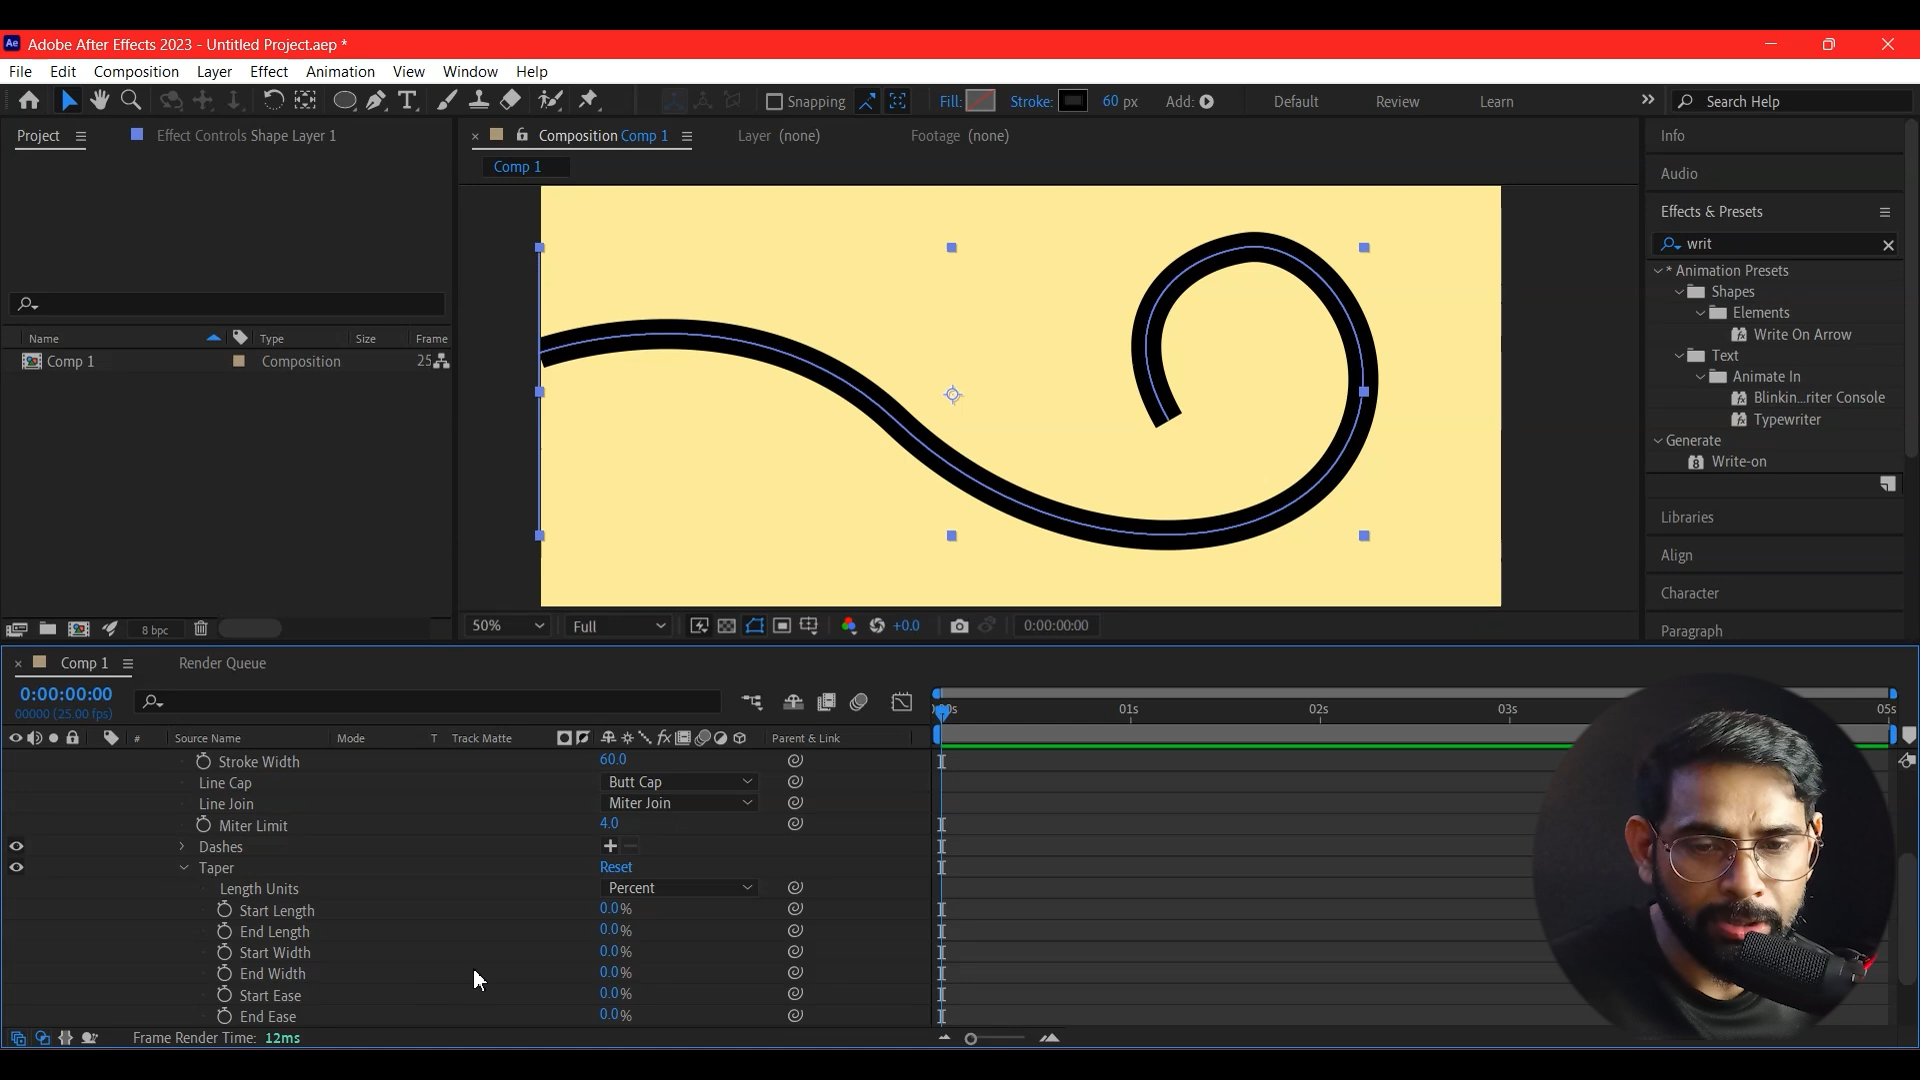 Ae Adobe After Effects 2023 - Untitled Project.aep *
File Edit Composition Layer Effect Animation View Window Help
Snapping Fill: Stroke: 60 px Add: Default Review Learn Search Help
Project Effect Controls Shape Layer 1
Composition Comp 1 Layer (none) Footage (none)
Comp 1
Info
Audio
Effects & Presets
writ
* Animation Presets
Shapes
Elements
Write On Arrow
Text
Animate In
Blinkin...riter Console
Typewriter
Generate
Write-on
Libraries
Align
Character
Paragraph
Name Type Size Frame
Comp 1 Composition 25
8 bpc
50% Full +0.0 0:00:00:00
Comp 1 Render Queue
0:00:00:00
00000 (25.00 fps)
01s 02s 03s 05s
# Source Name Mode T Track Matte Parent & Link
Stroke Width 60.0
Line Cap Butt Cap
Line Join Miter Join
Miter Limit 4.0
Dashes
Taper Reset
Length Units Percent
Start Length 0.0%
End Length 0.0%
Start Width 0.0%
End Width 0.0%
Start Ease 0.0%
End Ease 0.0%
Frame Render Time: 12ms